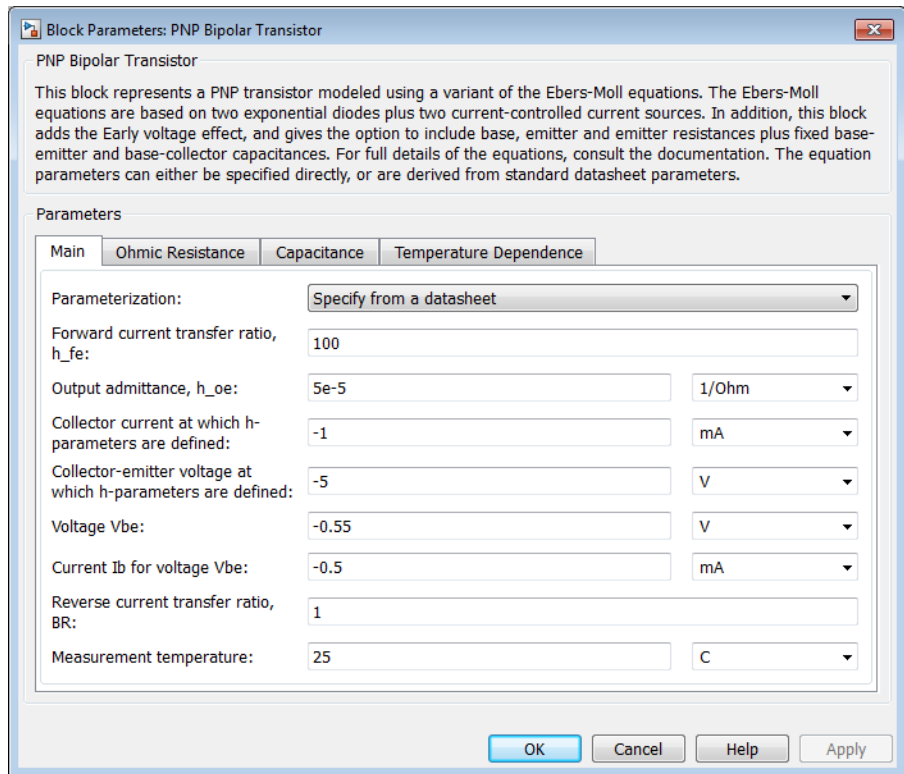 Block Parameters: PNP Bipolar Transistor
PNP Bipolar Transistor
This block represents a PNP transistor modeled using a variant of the Ebers-Moll equations. The Ebers-Moll
equations are based on two exponential diodes plus two current-controlled current sources. In addition, this block
adds the Early voltage effect, and gives the option to include base, emitter and emitter resistances plus fixed base-
emitter and base-collector capacitances. For full details of the equations, consult the documentation. The equation
parameters can either be specified directly, or are derived from standard datasheet parameters.
Parameters
Main Ohmic Resistance Capacitance Temperature Dependence
Parameterization: Specify from a datasheet
Forward current transfer ratio,
h_fe: 100
Output admittance, h_oe: 5e-5 1/Ohm
Collector current at which h-
parameters are defined: -1 mA
Collector-emitter voltage at
which h-parameters are defined: -5 V
Voltage Vbe: -0.55 V
Current Ib for voltage Vbe: -0.5 mA
Reverse current transfer ratio,
BR: 1
Measurement temperature: 25 C
OK Cancel Help Apply